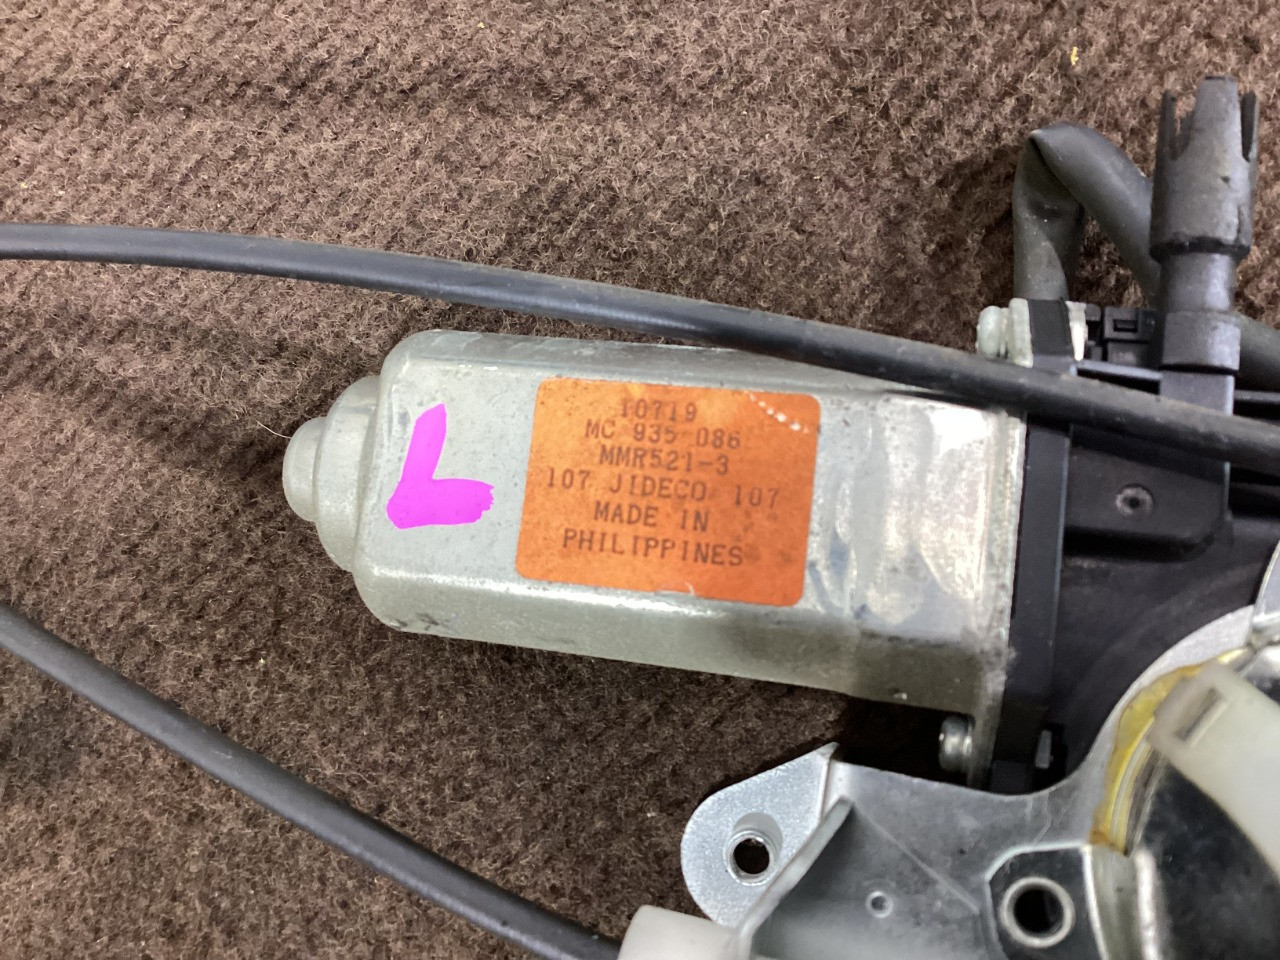 10719
MC 935 086
MMR521-3
107 JIDECO 107
MADE IN
PHILIPPINES
L